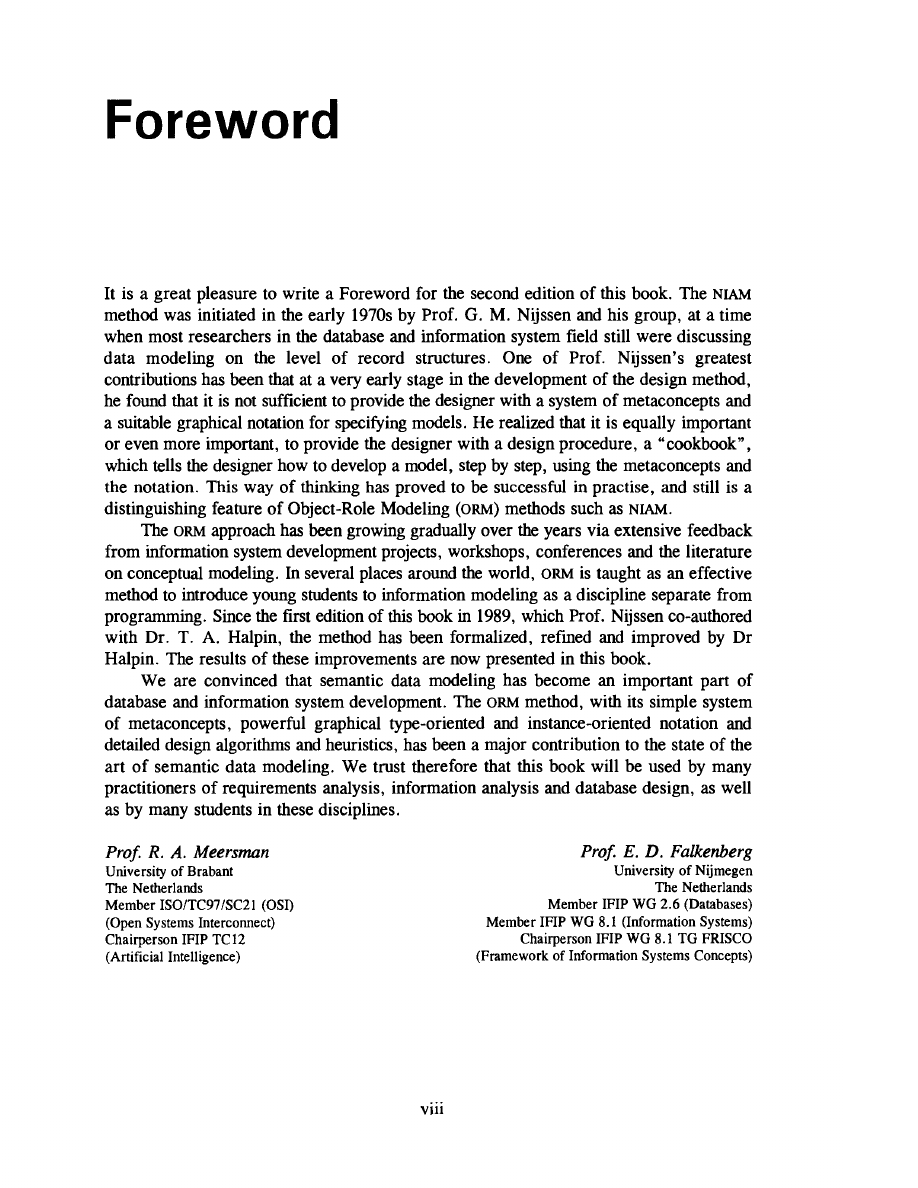 Foreword
It is a great pleasure to write a Foreword for the second edition of this book. The NIAM
method was initiated in the early 1970s by Prof. G. M. Nijssen and his group, at a time
when most researchers in the database and information system field still were discussing
data modeling on the level of record structures. One of Prof. Nijssen's greatest
contributions has been that at a very early stage in the development of the design method,
he found that it is not sufficient to provide the designer with a system of metaconcepts and
a suitable graphical notation for specifying models. He realized that it is equally important
or even more important, to provide the designer with a design procedure, a “cookbook”,
which tells the designer how to develop a model, step by step, using the metaconcepts and
the notation. This way of thinking has proved to be successful in practise, and still is a
distinguishing feature of Object-Role Modeling (ORM) methods such as NIAM.
The ORM approach has been growing gradually over the years via extensive feedback
from information system development projects, workshops, conferences and the literature
on conceptual modeling. In several places around the world, ORM is taught as an effective
method to introduce young students to information modeling as a discipline separate from
programming. Since the first edition of this book in 1989, which Prof. Nijssen co-authored
with Dr. T. A. Halpin, the method has been formalized, refined and improved by Dr
Halpin. The results of these improvements are now presented in this book.
We are convinced that semantic data modeling has become an important part of
database and information system development. The ORM method, with its simple system
of metaconcepts, powerful graphical type-oriented and instance-oriented notation and
detailed design algorithms and heuristics, has been a major contribution to the state of the
art of semantic data modeling. We trust therefore that this book will be used by many
practitioners of requirements analysis, information analysis and database design, as well
as by many students in these disciplines.
Prof. R. A. Meersman
University of Brabant
The Netherlands
Member ISO/TC97/SC21 (OSI)
(Open Systems Interconnect)
Chairperson IFIP TC12
(Artificial Intelligence)
Prof. E. D. Falkenberg
University of Nijmegen
The Netherlands
Member IFIP WG 2.6 (Databases)
Member IFIP WG 8.1 (Information Systems)
Chairperson IFIP WG 8.1 TG FRISCO
(Framework of Information Systems Concepts)
viii